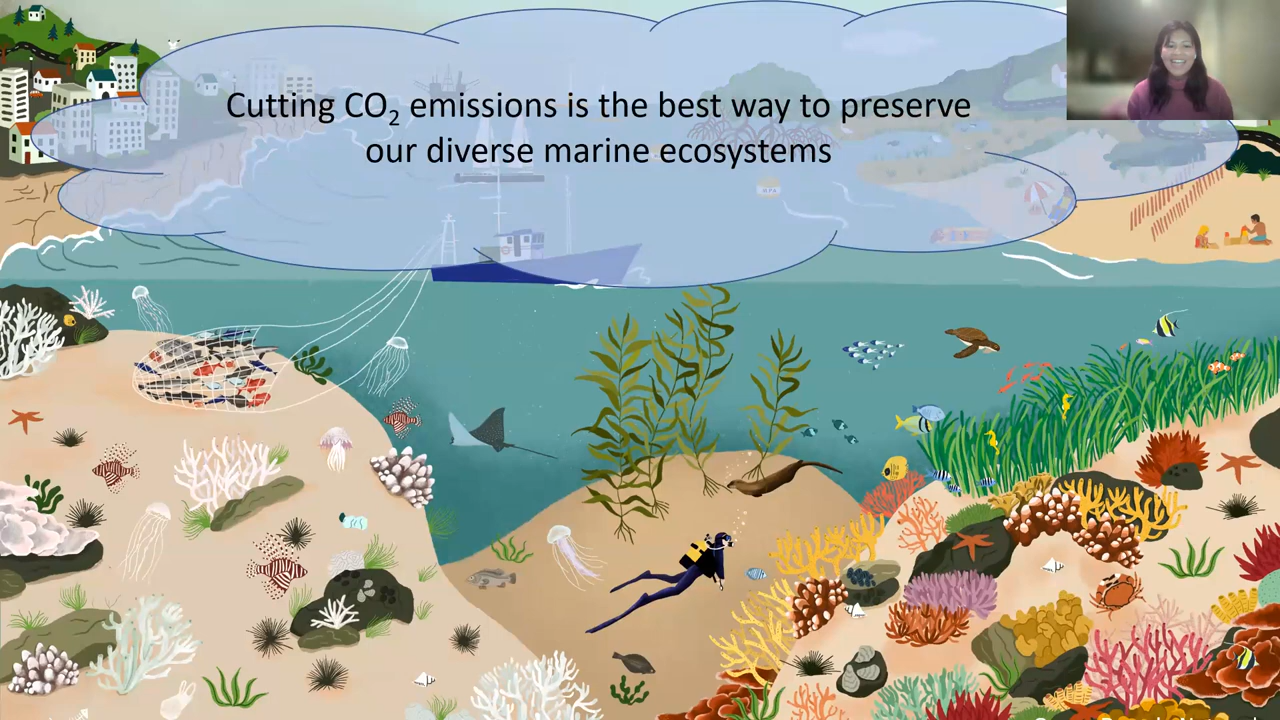 Cutting CO₂ emissions is the best way to preserve
our diverse marine ecosystems